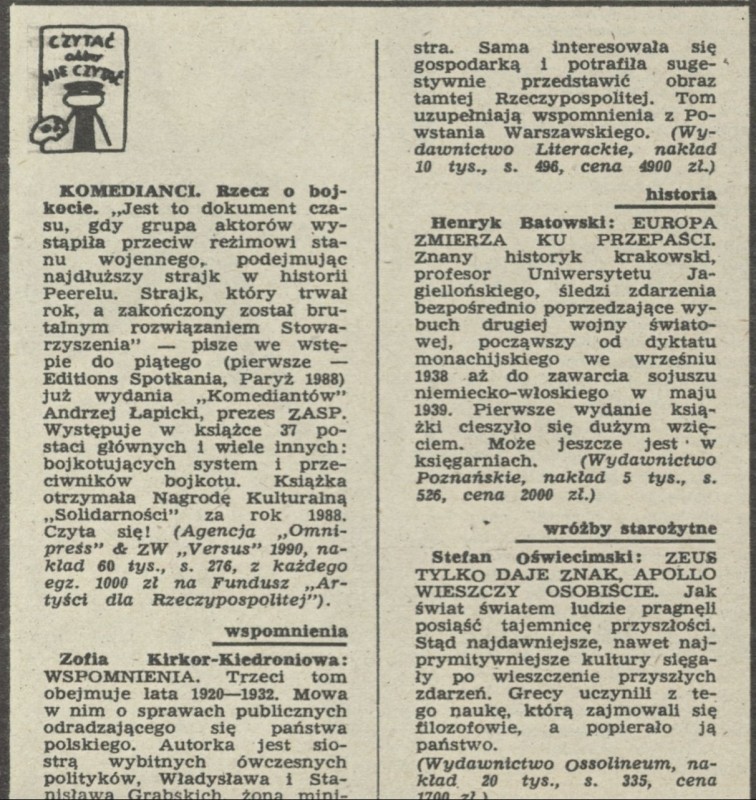 CZYTAĆ
albo
NIE CZYTAĆ
KOMEDIANCI. Rzecz o boj-
kocie. „Jest to dokument cza-
su, gdy grupa aktorów wy-
stąpiła przeciw reżimowi sta-
nu wojennego, podejmując
najdłuższy strajk w historii
Peerelu. Strajk, który trwał
rok, a zakończony został bru-
talnym rozwiązaniem Stowa-
rzyszenia” — pisze we wstę-
pie do piątego (pierwsze —
Editions Spotkania, Paryż 1988)
już wydania „Komediantów”
Andrzej Łapicki, prezes ZASP.
Występuje w książce 37 po-
staci głównych i wiele innych:
bojkotujących system i prze-
ciwników bojkotu. Książka
otrzymała Nagrodę Kulturalną
„Solidarności” za rok 1988.
Czyta się! (Agencja „Omni-
press” & ZW „Versus” 1990, na-
kład 60 tys., s. 276, z każdego
egz. 1000 zł na Fundusz „Ar-
tyści dla Rzeczypospolitej”).
wspomnienia
Zofia Kirkor-Kiedroniowa:
WSPOMNIENIA. Trzeci tom
obejmuje lata 1920—1932. Mowa
w nim o sprawach publicznych
odradzającego się państwa
polskiego. Autorka jest sio-
strą wybitnych ówczesnych
polityków, Władysława i Sta-
nisława Grabskich, żoną mini-
stra. Sama interesowała się
gospodarką i potrafiła suge-
stywnie przedstawić obraz
tamtej Rzeczypospolitej. Tom
uzupełniają wspomnienia z Po-
wstania Warszawskiego. (Wy-
dawnictwo Literackie, nakład
10 tys., s. 496, cena 4900 zł.)
historia
Henryk Batowski: EUROPA
ZMIERZA KU PRZEPAŚCI.
Znany historyk krakowski,
profesor Uniwersytetu Ja-
giellońskiego, śledzi zdarzenia
bezpośrednio poprzedzające wy-
buch drugiej wojny świato-
wej, począwszy od dyktatu
monachijskiego we wrześniu
1938 aż do zawarcia sojuszu
niemiecko-włoskiego w maju
1939. Pierwsze wydanie ksią-
żki cieszyło się dużym wzię-
ciem. Może jeszcze jest w
księgarniach. (Wydawnictwo
Poznańskie, nakład 5 tys., s.
526, cena 2000 zł.)
wróżby starożytne
Stefan Oświecimski: ZEUS
TYLKO DAJE ZNAK, APOLLO
WIESZCZY OSOBIŚCIE. Jak
świat światem ludzie pragnęli
posiąść tajemnicę przyszłości.
Stąd najdawniejsze, nawet naj-
prymitywniejsze kultury sięga-
ły po wieszczenie przyszłych
zdarzeń. Grecy uczynili z te-
go naukę, którą zajmowali się
filozofowie, a popierało ją
państwo.
(Wydawnictwo Ossolineum, na-
kład 20 tys., s. 335, cena
1700 zł.)